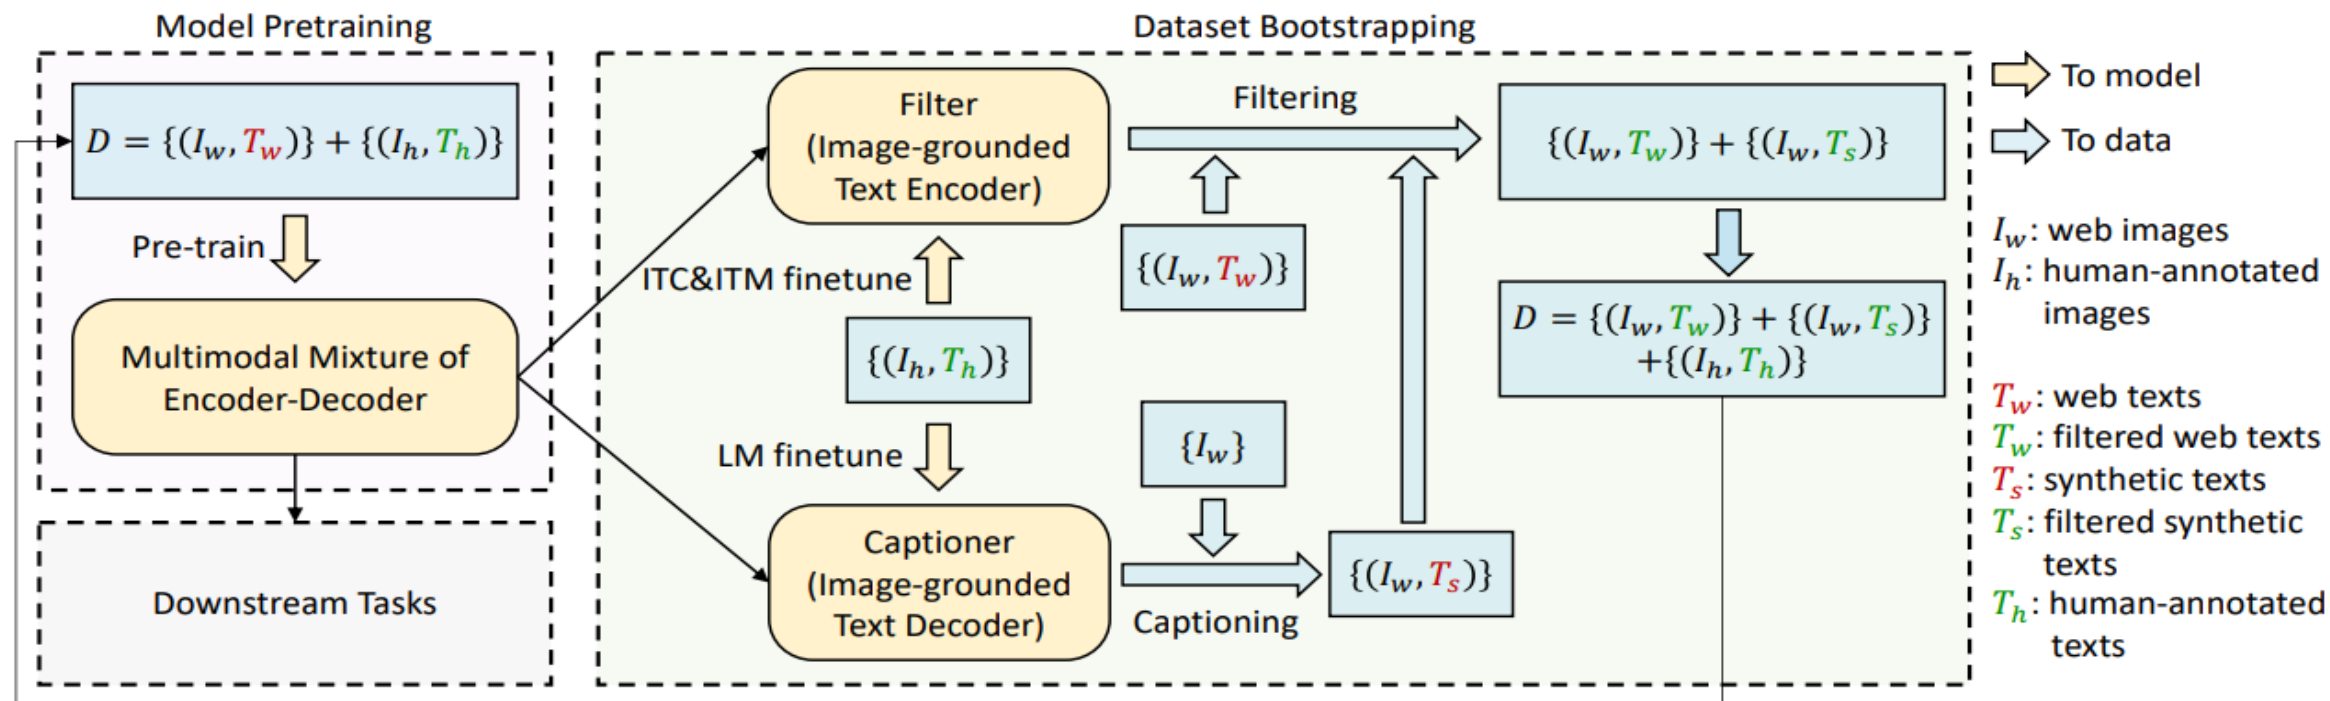 Model Pretraining
D = {(I_w, T_w)} + {(I_h, T_h)}
Pre-train
Multimodal Mixture of
Encoder-Decoder
Downstream Tasks
Dataset Bootstrapping
Filter
(Image-grounded
Text Encoder)
ITC&ITM finetune
{(I_h, T_h)}
LM finetune
Captioner
(Image-grounded
Text Decoder)
Filtering
{(I_w, T_w)}
{I_w}
Captioning
{(I_w, T_s)}
{(I_w, T_w)} + {(I_w, T_s)}
D = {(I_w, T_w)} + {(I_w, T_s)}
+{(I_h, T_h)}
To model
To data
I_w: web images
I_h: human-annotated
images
T_w: web texts
T_w: filtered web texts
T_s: synthetic texts
T_s: filtered synthetic
texts
T_h: human-annotated
texts